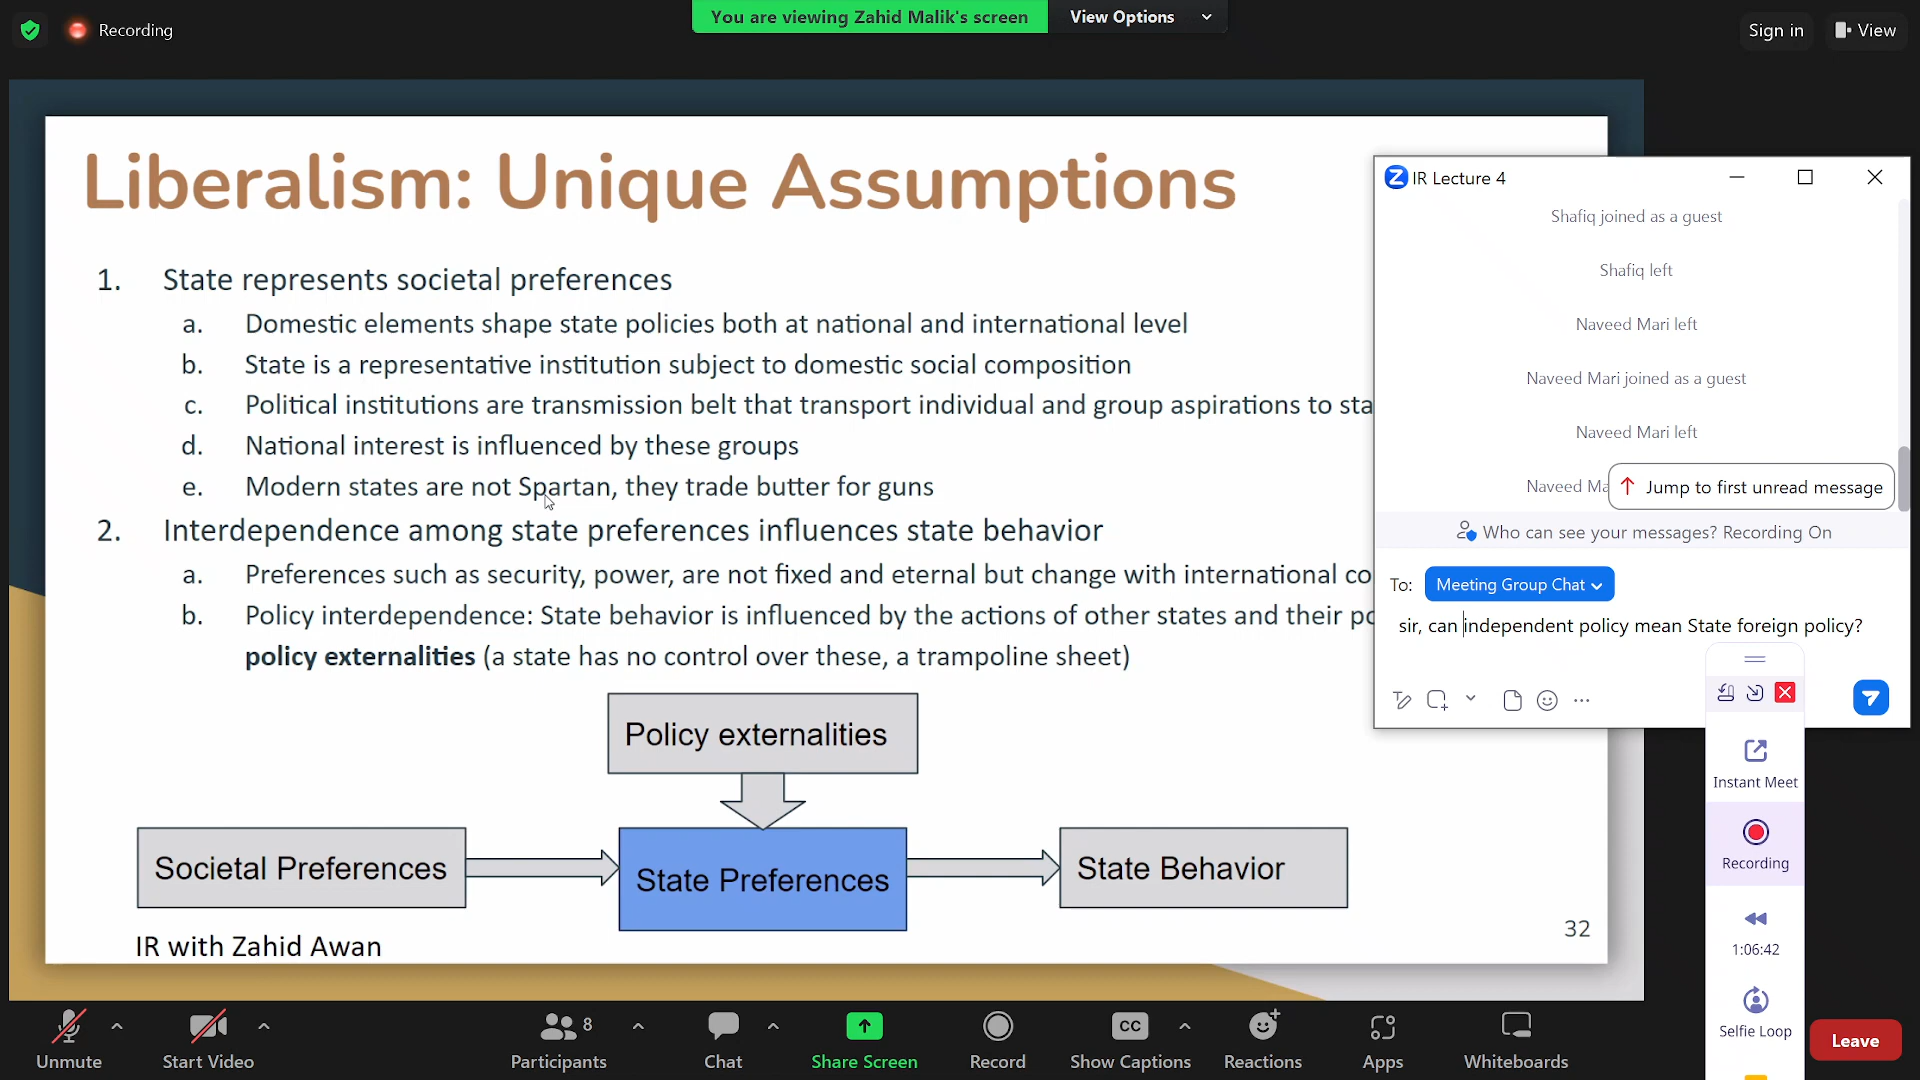 You are viewing Zahid Malik's screen
View Options
Recording
Sign in
View
Liberalism: Unique Assumptions
1. State represents societal preferences
a. Domestic elements shape state policies both at national and international level
b. State is a representative institution subject to domestic social composition
c. Political institutions are transmission belt that transport individual and group aspirations to sta
d. National interest is influenced by these groups
e. Modern states are not Spartan, they trade butter for guns
2. Interdependence among state preferences influences state behavior
a. Preferences such as security, power, are not fixed and eternal but change with international co
b. Policy interdependence: State behavior is influenced by the actions of other states and their po
policy externalities (a state has no control over these, a trampoline sheet)
Policy externalities
Societal Preferences
State Preferences
State Behavior
IR with Zahid Awan
32
IR Lecture 4
Shafiq joined as a guest
Shafiq left
Naveed Mari left
Naveed Mari joined as a guest
Naveed Mari left
Naveed Ma
Jump to first unread message
Who can see your messages? Recording On
To: Meeting Group Chat
sir, can independent policy mean State foreign policy?
Instant Meet
Recording
1:06:42
Selfie Loop
Unmute
Start Video
8
Participants
Chat
Share Screen
Record
CC
Show Captions
Reactions
Apps
Whiteboards
Leave